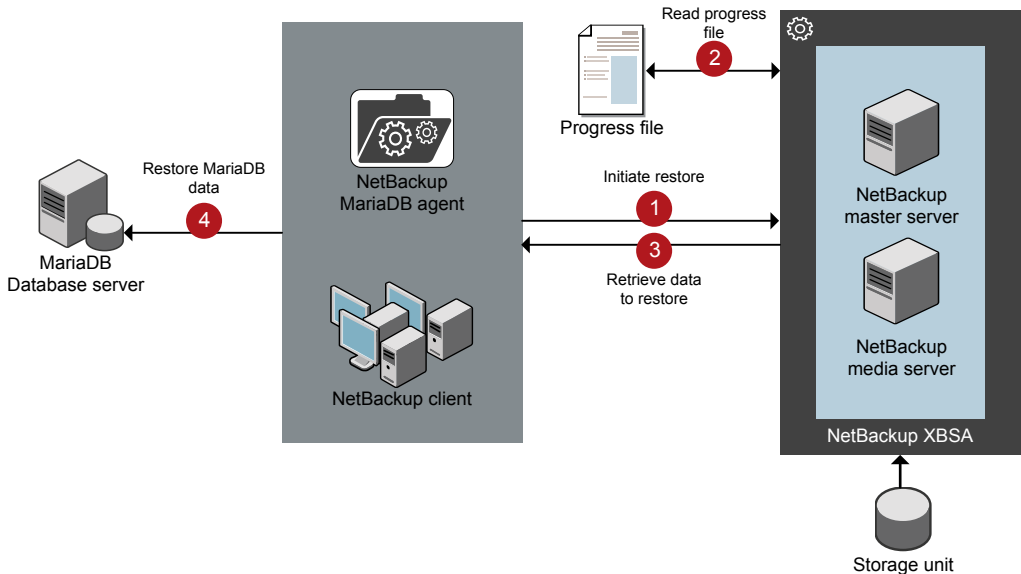 Read progress
file
2
Progress file
NetBackup
MariaDB agent
Restore MariaDB
data
4
MariaDB
Database server
Initiate restore
1
3
Retrieve data
to restore
NetBackup client
NetBackup
master server
NetBackup
media server
NetBackup XBSA
Storage unit